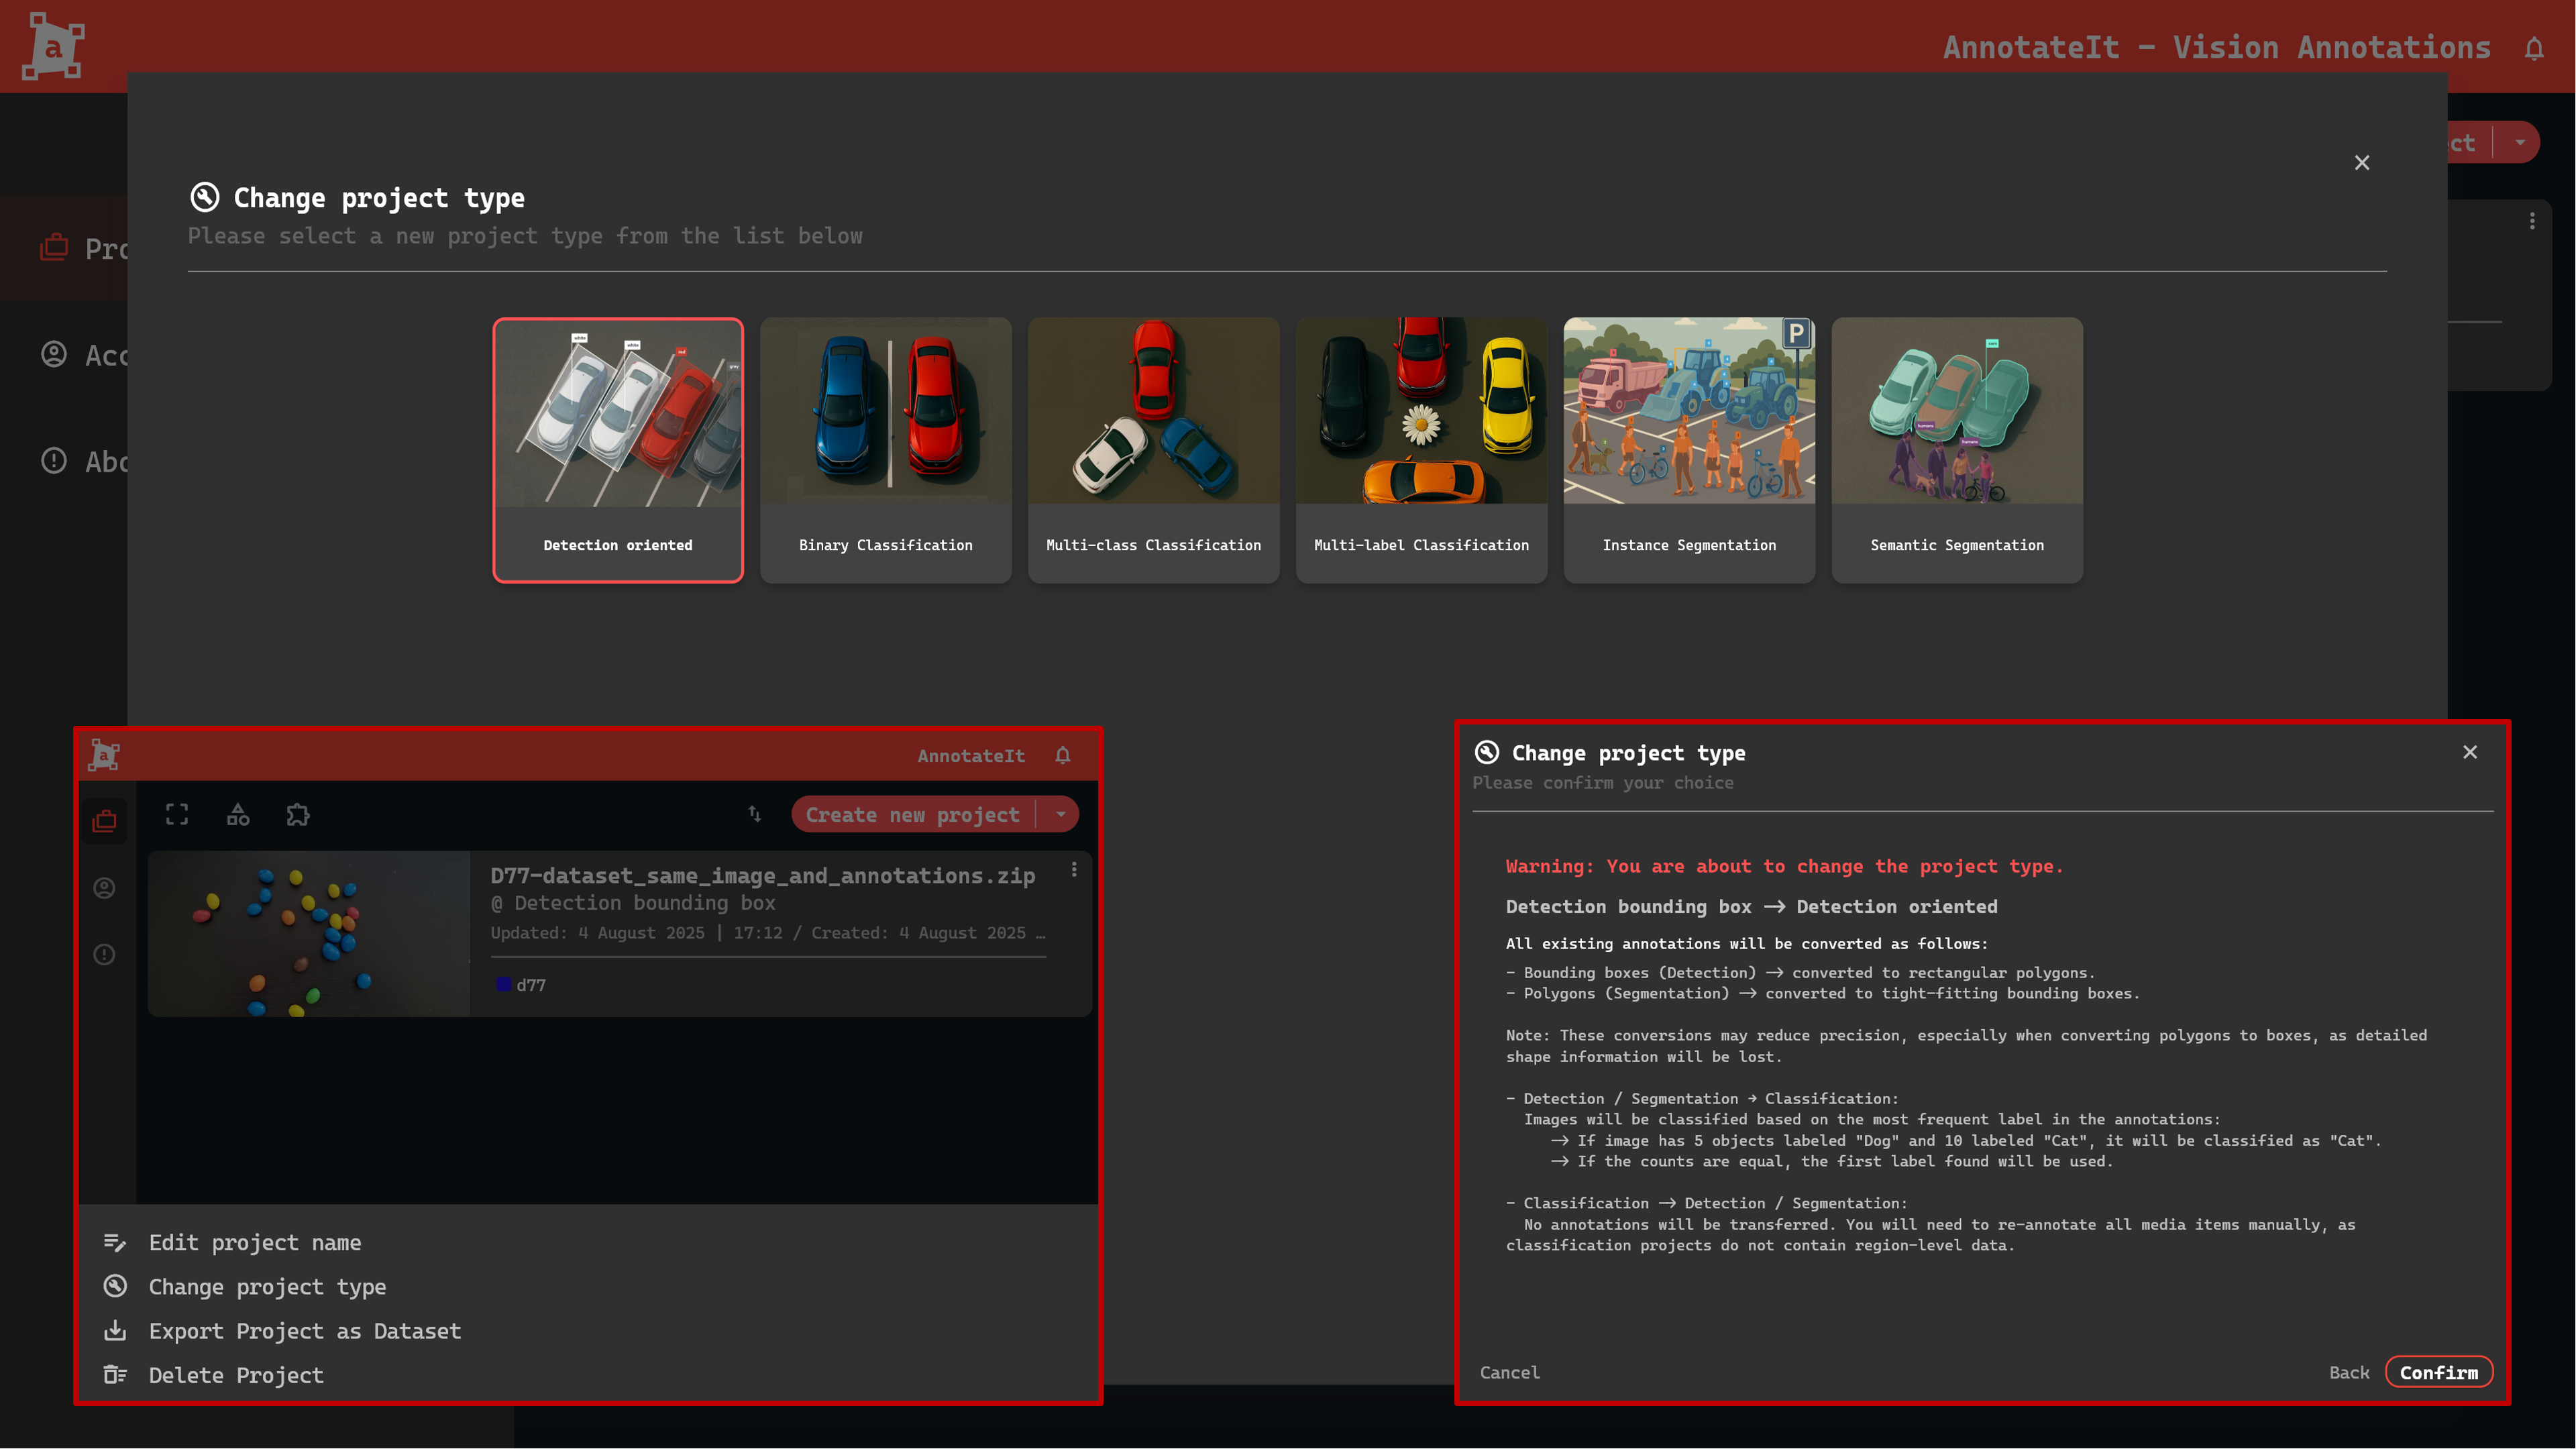 a
AnnotateIt - Vision Annotations
ct
Pro
Acc
Abo
Change project type
Please select a new project type from the list below
white
white
red
grey
P
cars
humans
humans
Detection oriented
Binary Classification
Multi-class Classification
Multi-label Classification
Instance Segmentation
Semantic Segmentation
a
AnnotateIt
Create new project
D77-dataset_same_image_and_annotations.zip
@ Detection bounding box
Updated: 4 August 2025 | 17:12 / Created: 4 August 2025 …
d77
Edit project name
Change project type
Export Project as Dataset
Delete Project
Change project type
Please confirm your choice
Warning: You are about to change the project type.
Detection bounding box -> Detection oriented
All existing annotations will be converted as follows:
- Bounding boxes (Detection) -> converted to rectangular polygons.
- Polygons (Segmentation) -> converted to tight-fitting bounding boxes.
Note: These conversions may reduce precision, especially when converting polygons to boxes, as detailed
shape information will be lost.
- Detection / Segmentation → Classification:
Images will be classified based on the most frequent label in the annotations:
-> If image has 5 objects labeled "Dog" and 10 labeled "Cat", it will be classified as "Cat".
-> If the counts are equal, the first label found will be used.
- Classification -> Detection / Segmentation:
No annotations will be transferred. You will need to re-annotate all media items manually, as
classification projects do not contain region-level data.
Cancel
Back
Confirm